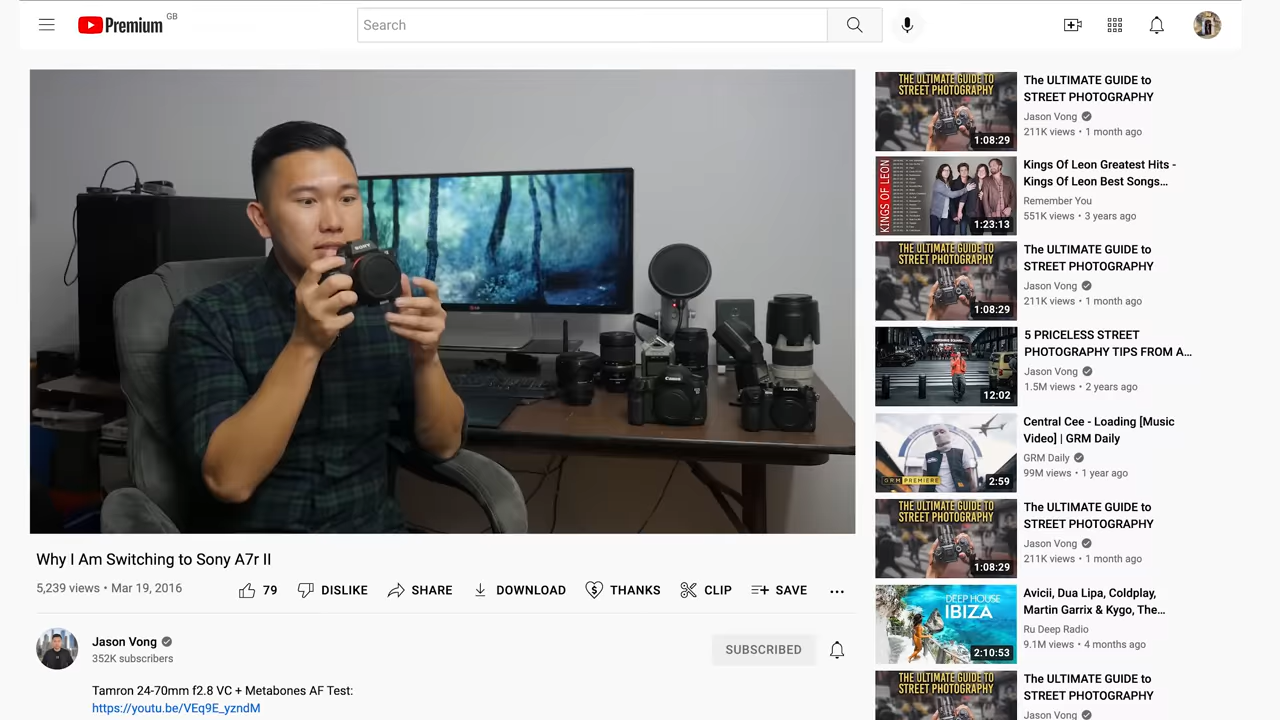 Premium
GB
Search
SONY
Canon
LUMIX
Why I Am Switching to Sony A7r II
5,239 views • Mar 19, 2016
79
DISLIKE
SHARE
DOWNLOAD
THANKS
CLIP
SAVE
Jason Vong
352K subscribers
SUBSCRIBED
Tamron 24-70mm f2.8 VC + Metabones AF Test:
https://youtu.be/VEq9E_yzndM
THE ULTIMATE GUIDE TO
STREET PHOTOGRAPHY
1:08:29
The ULTIMATE GUIDE to
STREET PHOTOGRAPHY
Jason Vong
211K views • 1 month ago
KINGS OF LEON
1:23:13
Kings Of Leon Greatest Hits -
Kings Of Leon Best Songs...
Remember You
551K views • 3 years ago
THE ULTIMATE GUIDE TO
STREET PHOTOGRAPHY
1:08:29
The ULTIMATE GUIDE to
STREET PHOTOGRAPHY
Jason Vong
211K views • 1 month ago
12:02
5 PRICELESS STREET
PHOTOGRAPHY TIPS FROM A...
Jason Vong
1.5M views • 2 years ago
GRM PREMIERE
2:59
Central Cee - Loading [Music
Video] | GRM Daily
GRM Daily
99M views • 1 year ago
THE ULTIMATE GUIDE TO
STREET PHOTOGRAPHY
1:08:29
The ULTIMATE GUIDE to
STREET PHOTOGRAPHY
Jason Vong
211K views • 1 month ago
DEEP HOUSE
IBIZA
2:10:53
Avicii, Dua Lipa, Coldplay,
Martin Garrix & Kygo, The...
Ru Deep Radio
9.1M views • 4 months ago
THE ULTIMATE GUIDE TO
STREET PHOTOGRAPHY
The ULTIMATE GUIDE to
STREET PHOTOGRAPHY
Jason Vong